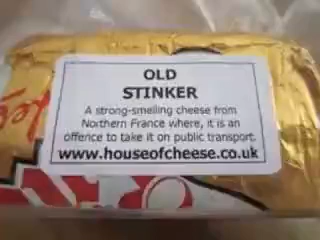 OLD
STINKER
A strong-smelling cheese from
Northern France where, it is an
offence to take it on public transport.
www.houseofcheese.co.uk